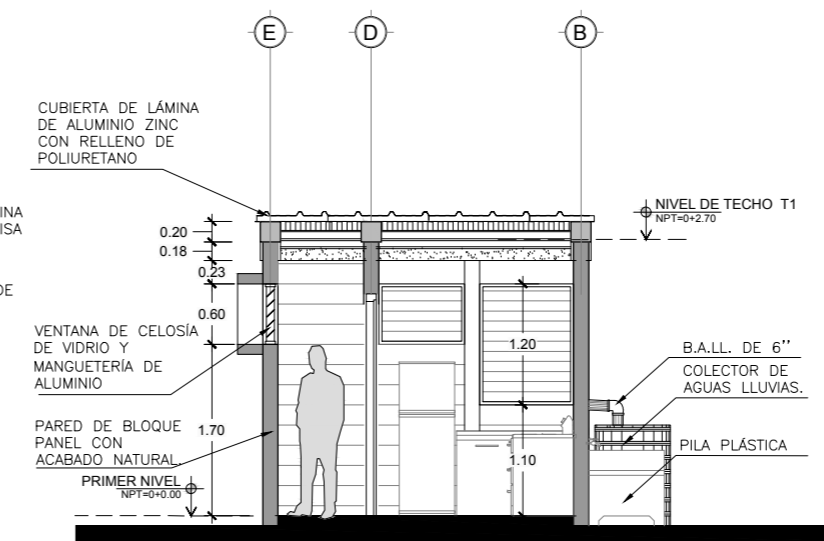 E
D
B
CUBIERTA DE LÁMINA
DE ALUMINIO ZINC
CON RELLENO DE
POLIURETANO
INA
ISA
DE
VENTANA DE CELOSÍA
DE VIDRIO Y
MANGUETERÍA DE
ALUMINIO
PARED DE BLOQUE
PANEL CON
ACABADO NATURAL.
PRIMER NIVEL
NPT=0+0.00
0.20
0.18
0.23
0.60
1.70
1.20
1.10
NIVEL DE TECHO T1
NPT=0+2.70
B.A.LL. DE 6’’
COLECTOR DE
AGUAS LLUVIAS.
PILA PLÁSTICA